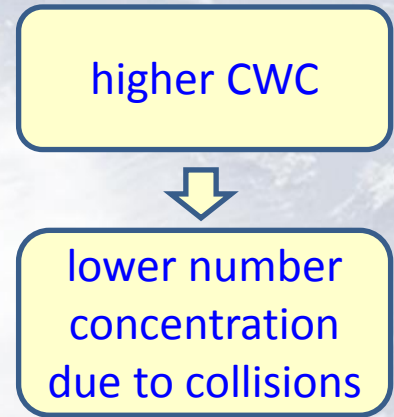 higher CWC
lower number
concentration
due to collisions